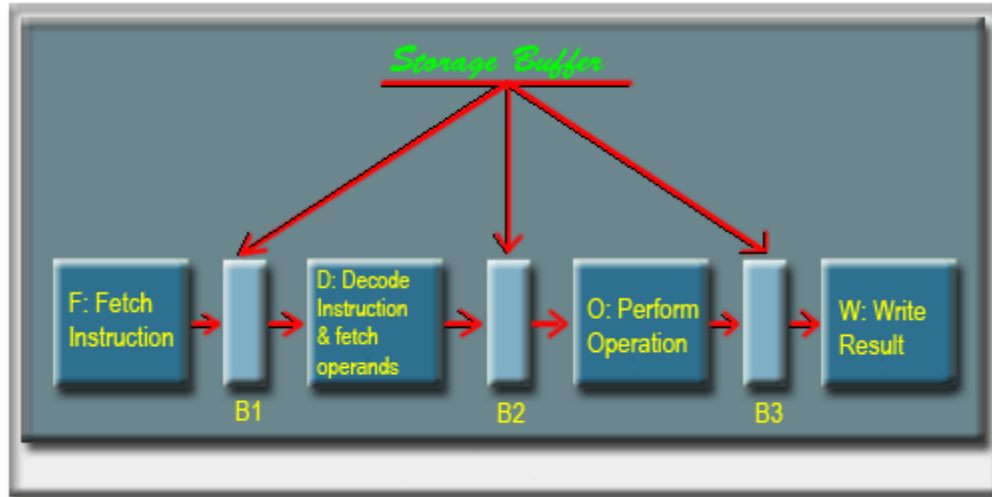 Storage Buffer
F: Fetch
Instruction
D: Decode
Instruction
& fetch
operands
O: Perform
Operation
W: Write
Result
B1
B2
B3